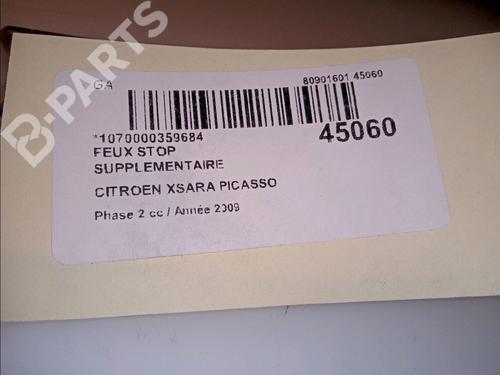 GA 80901601 45060
*1070000359684 45060
FEUX STOP
SUPPLEMENTAIRE
CITROEN XSARA PICASSO
Phase 2 cc / Année 2009
B-PARTS